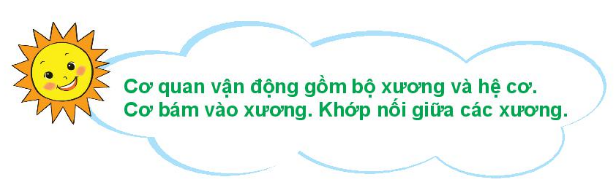 Cơ quan vận động gồm bộ xương và hệ cơ.
Cơ bám vào xương. Khớp nối giữa các xương.